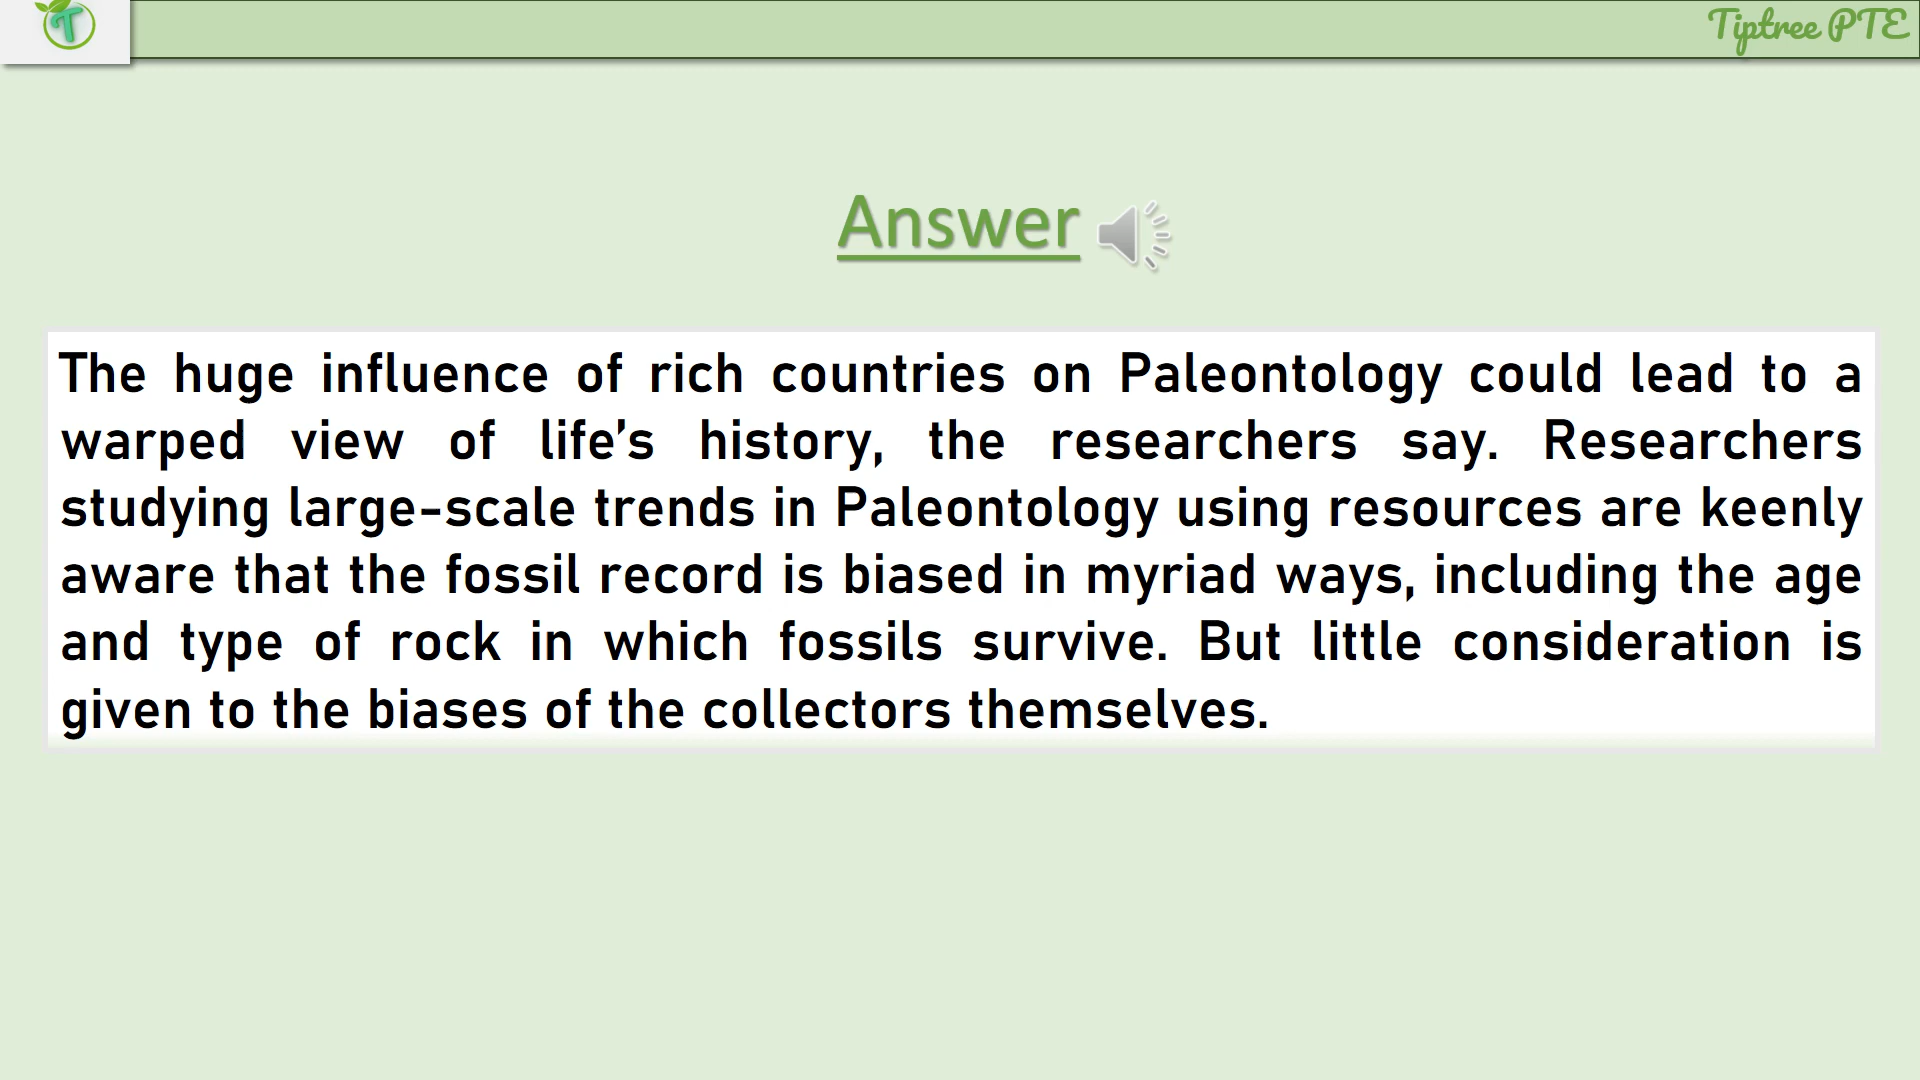 T
Tiptree PTE
Answer
The huge influence of rich countries on Paleontology could lead to a
warped view of life's history, the researchers say. Researchers
studying large-scale trends in Paleontology using resources are keenly
aware that the fossil record is biased in myriad ways, including the age
and type of rock in which fossils survive. But little consideration is
given to the biases of the collectors themselves.